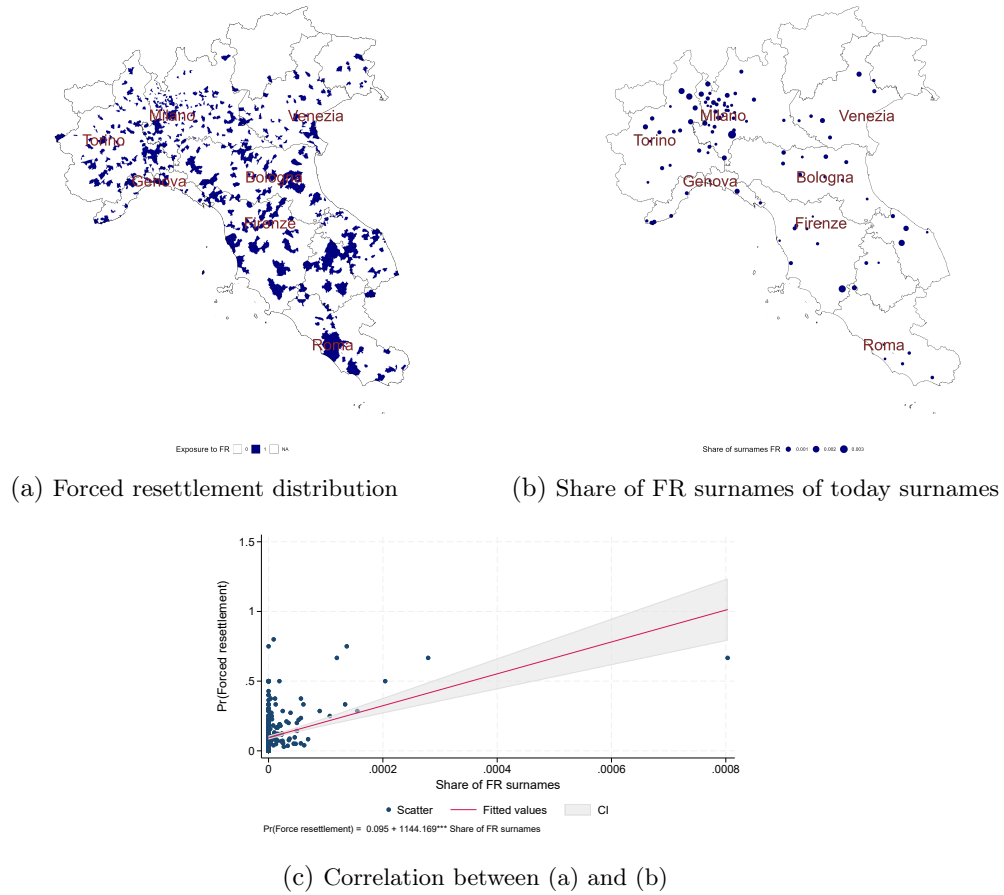 Milano
Venezia
Torino
Genova
Bologna
Firenze
Roma
Exposure to FR 0 1 NA
(a) Forced resettlement distribution
Milano
Venezia
Torino
Genova
Bologna
Firenze
Roma
Share of surnames FR 0.001 0.002 0.003
(b) Share of FR surnames of today surnames
1.5
1
.5
0
Pr(Forced resettlement)
0 .0002 .0004 .0006 .0008
Share of FR surnames
Scatter Fitted values CI
Pr(Force resettlement) = 0.095 + 1144.169*** Share of FR surnames
(c) Correlation between (a) and (b)